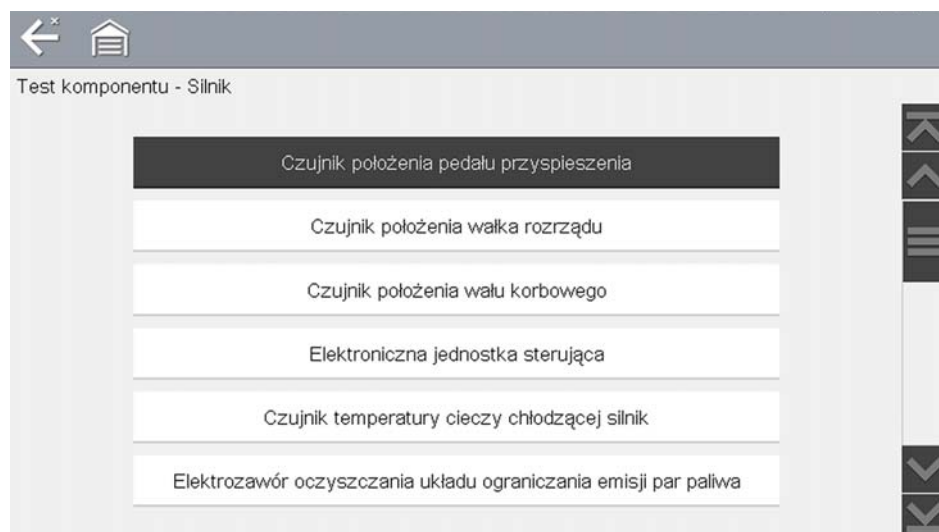 Test komponentu - Silnik
Czujnik położenia pedału przyspieszenia
Czujnik położenia wałka rozrządu
Czujnik położenia wału korbowego
Elektroniczna jednostka sterująca
Czujnik temperatury cieczy chłodzącej silnik
Elektrozawór oczyszczania układu ograniczania emisji par paliwa